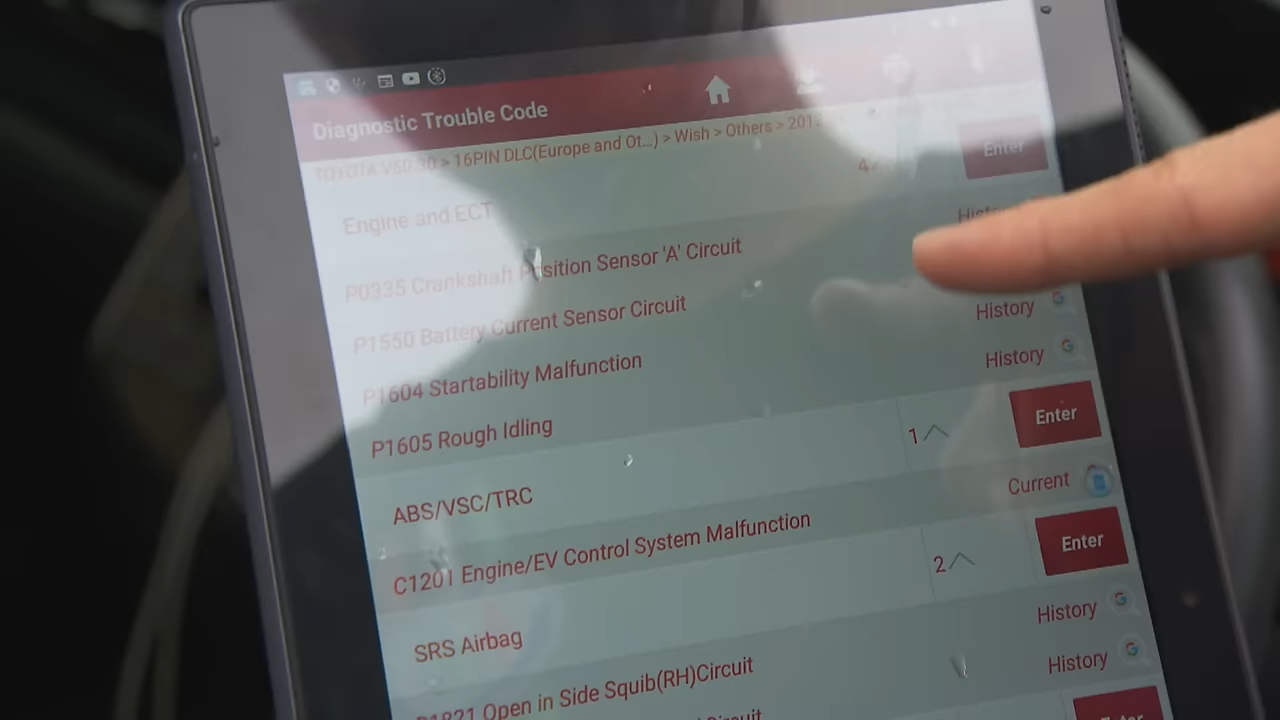 Diagnostic Trouble Code
TOYOTA V50.30 > 16PIN DLC(Europe and Ot...) > Wish > Others > 201
Engine and ECT 4 Enter
P0335 Crankshaft Position Sensor 'A' Circuit
P1550 Battery Current Sensor Circuit
P1604 Startability Malfunction History
P1605 Rough Idling History
ABS/VSC/TRC 1 Enter
C1201 Engine/EV Control System Malfunction Current
SRS Airbag 2 Enter
Open in Side Squib(RH)Circuit History
Circuit History
Enter